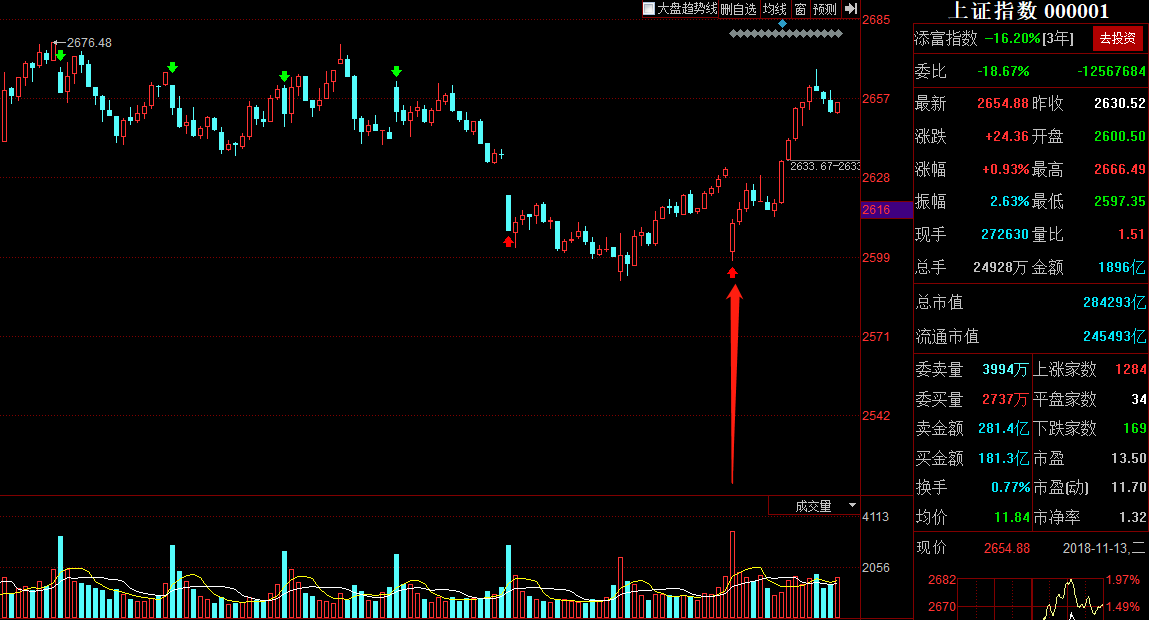 大盘趋势线 删自选 均线 窗 预测
2676.48
2633.67-2633
2685
2657
2628
2616
2599
2571
2542
成交量
4113
2056
上证指数 000001
添富指数 -16.20%[3年] 去投资
委比 -18.67% -12567684
最新 2654.88 昨收 2630.52
涨跌 +24.36 开盘 2600.50
涨幅 +0.93% 最高 2666.49
振幅 2.63% 最低 2597.35
现手 272630 量比 1.51
总手 24928万 金额 1896亿
总市值 284293亿
流通市值 245493亿
委卖量 3994万 上涨家数 1284
委买量 2737万 平盘家数 34
卖金额 281.4亿 下跌家数 169
买金额 181.3亿 市盈 13.50
换手 0.77% 市盈(动) 11.70
均价 11.84 市净率 1.32
现价 2654.88 2018-11-13,二
2682 1.97%
2670 1.49%